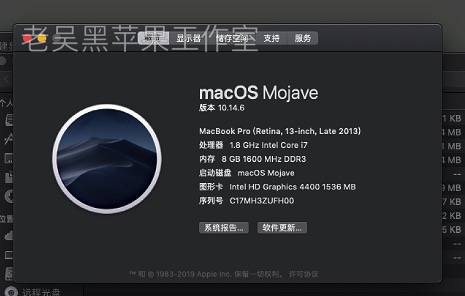 老吴黑苹果工作室
概览 显示器 储存空间 支持 服务
macOS Mojave
版本 10.14.6
MacBook Pro (Retina, 13-inch, Late 2013)
处理器 1.8 GHz Intel Core i7
内存 8 GB 1600 MHz DDR3
启动磁盘 macOS Mojave
图形卡 Intel HD Graphics 4400 1536 MB
序列号 C17MH3ZUFH00
系统报告... 软件更新...
™ 和 © 1983-2019 Apple Inc. 保留一切权利。 许可协议
个人
位置
远程光盘